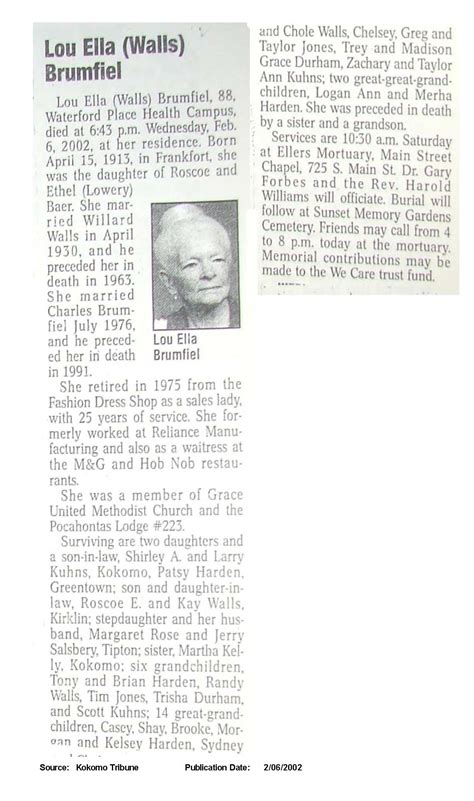 Lou Ella (Walls)
Brumfiel
Lou Ella (Walls) Brumfiel, 88,
Waterford Place Health Campus,
died at 6:43 p.m. Wednesday, Feb.
6, 2002, at her residence. Born
April 15, 1913, in Frankfort, she
was the daughter of Roscoe and
Ethel (Lowery)
Baer. She mar-
ried Willard
Walls in April
1930, and he
preceded her in
death in 1963.
She married
Charles Brum-
fiel July 1976,
and he preced-
ed her in death
in 1991.
Lou Ella
Brumfiel
She retired in 1975 from the
Fashion Dress Shop as a sales lady,
with 25 years of service. She for-
merly worked at Reliance Manu-
facturing and also as a waitress at
the M&G and Hob Nob restau-
rants.
She was a member of Grace
United Methodist Church and the
Pocahontas Lodge #223.
Surviving are two daughters and
a son-in-law, Shirley A. and Larry
Kuhns, Kokomo, Patsy Harden,
Greentown; son and daughter-in-
law, Roscoe E. and Kay Walls,
Kirklin; stepdaughter and her hus-
band, Margaret Rose and Jerry
Salsbery, Tipton; sister, Martha Kel-
ly, Kokomo; six grandchildren,
Tony and Brian Harden, Randy
Walls, Tim Jones, Trisha Durham,
and Scott Kuhns; 14 great-grand-
children, Casey, Shay, Brooke, Mor-
gan and Kelsey Harden, Sydney
and Chole Walls, Chelsey, Greg and
Taylor Jones, Trey and Madison
Grace Durham, Zachary and Taylor
Ann Kuhns; two great-great-grand-
children, Logan Ann and Merha
Harden. She was preceded in death
by a sister and a grandson.
Services are 10:30 a.m. Saturday
at Ellers Mortuary, Main Street
Chapel, 725 S. Main St. Dr. Gary
Forbes and the Rev. Harold
Williams will officiate. Burial will
follow at Sunset Memory Gardens
Cemetery. Friends may call from 4
to 8 p.m. today at the mortuary.
Memorial contributions may be
made to the We Care trust fund.
Source: Kokomo Tribune Publication Date: 2/06/2002